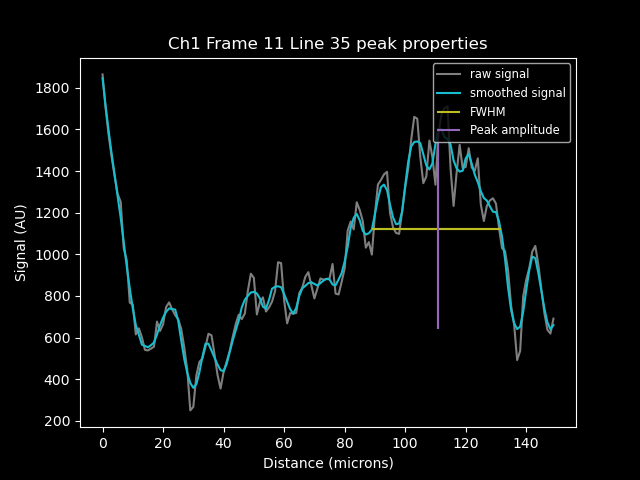 Ch1 Frame 11 Line 35 peak properties
raw signal
smoothed signal
FWHM
Peak amplitude
Signal (AU)
1800
1600
1400
1200
1000
800
600
400
200
0 20 40 60 80 100 120 140
Distance (microns)